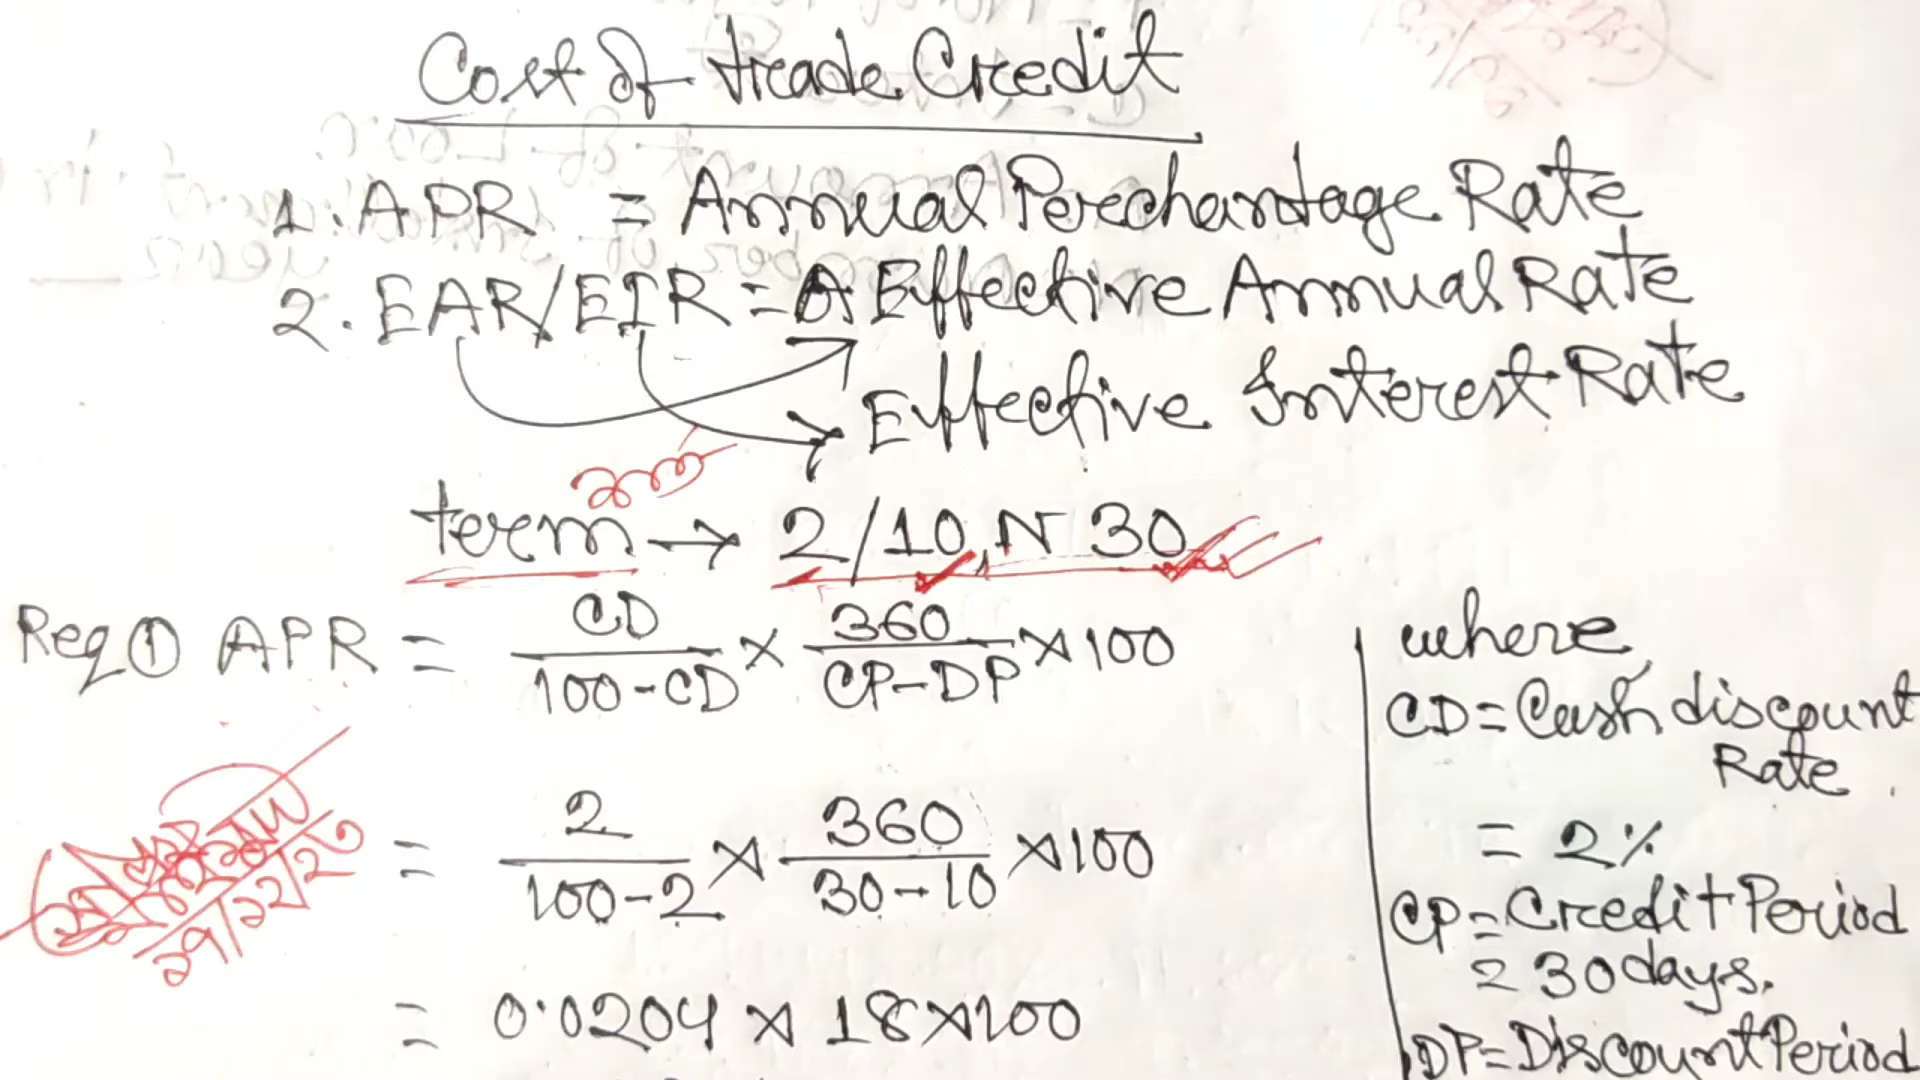 Cost of trade Credit
1. APR = Annual Perchantage Rate
2. EAR/EIR = A Effective Annual Rate
→ Effective Interest Rate
term → 2/10, N 30
Req ① APR = CD / 100-CD × 360 / CP-DP × 100
= 2 / 100-2 × 360 / 30-10 × 100
= 0.0204 × 18 × 100
where,
CD = Cash discount
Rate
= 2%
CP = Credit Period
= 30 days.
DP = Discount Period